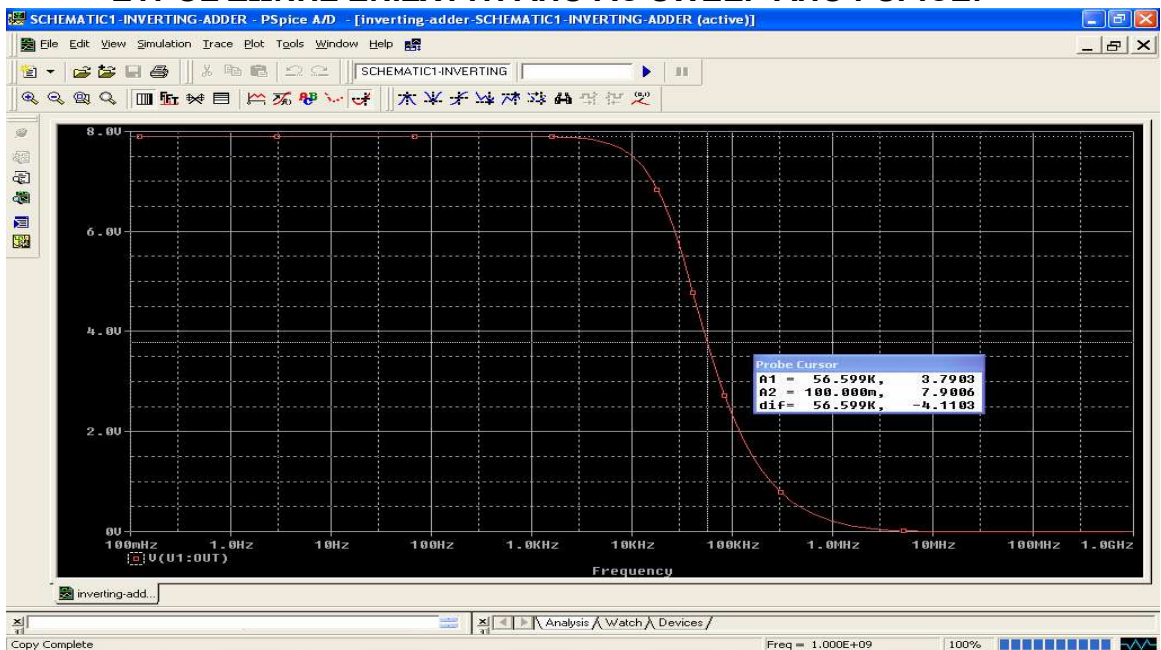 SCHEMATIC1-INVERTING-ADDER - PSpice A/D - [inverting-adder-SCHEMATIC1-INVERTING-ADDER (active)]
File Edit View Simulation Trace Plot Tools Window Help
SCHEMATIC1-INVERTING
8.0V
6.0V
4.0V
Probe Cursor
A1 = 56.599K, 3.7903
A2 = 100.000m, 7.9006
dif= 56.599K, -4.1103
2.0V
0V
100mHz 1.0Hz 10Hz 100Hz 1.0KHz 10KHz 100KHz 1.0MHz 10MHz 100MHz 1.0GHz
V(U1:OUT)
Frequency
inverting-add...
Analysis Watch Devices
Copy Complete Freq = 1.000E+09 100%